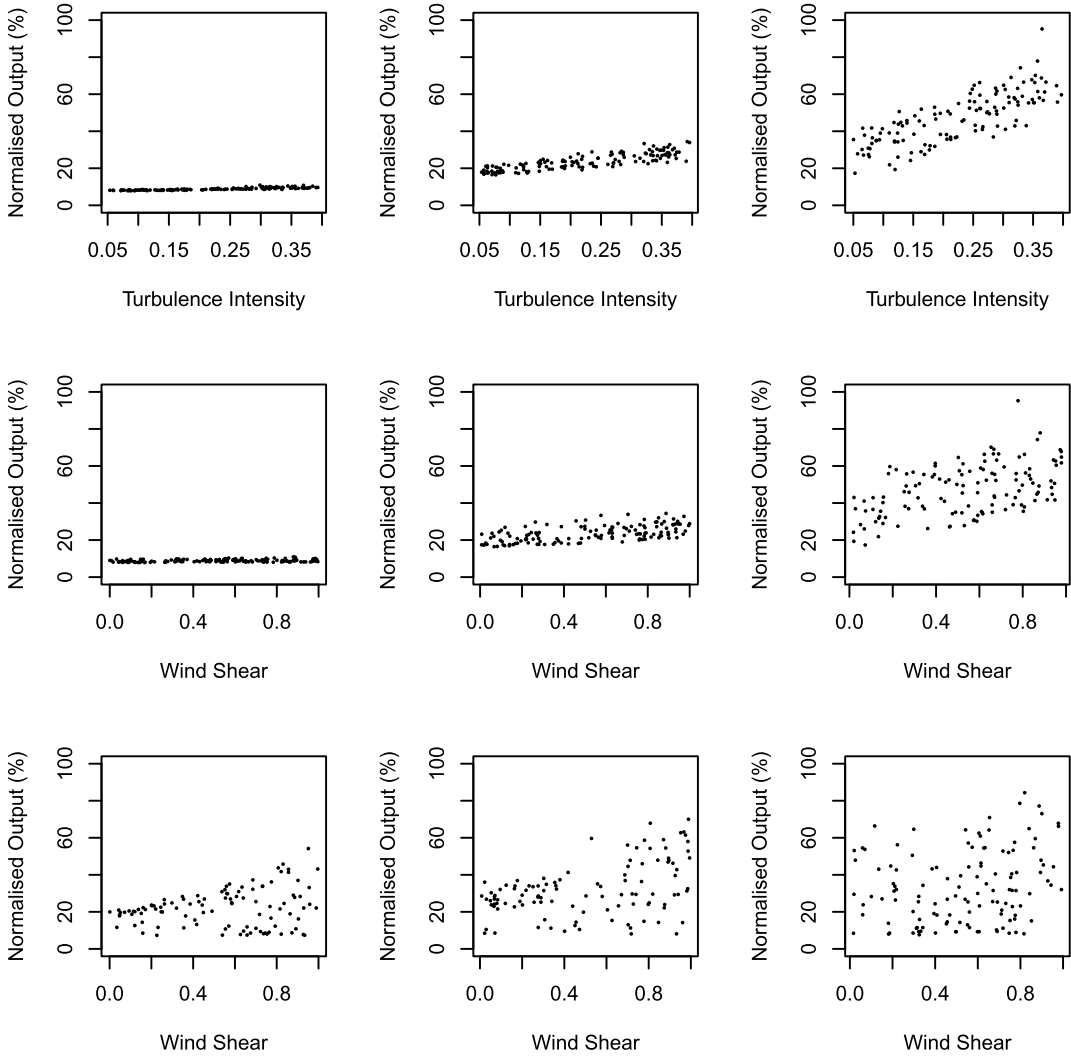 Normalised Output (%)
0 20 60 100
0.05 0.15 0.25 0.35
Turbulence Intensity
Normalised Output (%)
0 20 60 100
0.05 0.15 0.25 0.35
Turbulence Intensity
Normalised Output (%)
0 20 60 100
0.05 0.15 0.25 0.35
Turbulence Intensity
Normalised Output (%)
0 20 60 100
0.0 0.4 0.8
Wind Shear
Normalised Output (%)
0 20 60 100
0.0 0.4 0.8
Wind Shear
Normalised Output (%)
0 20 60 100
0.0 0.4 0.8
Wind Shear
Normalised Output (%)
0 20 60 100
0.0 0.4 0.8
Wind Shear
Normalised Output (%)
0 20 60 100
0.0 0.4 0.8
Wind Shear
Normalised Output (%)
0 20 60 100
0.0 0.4 0.8
Wind Shear